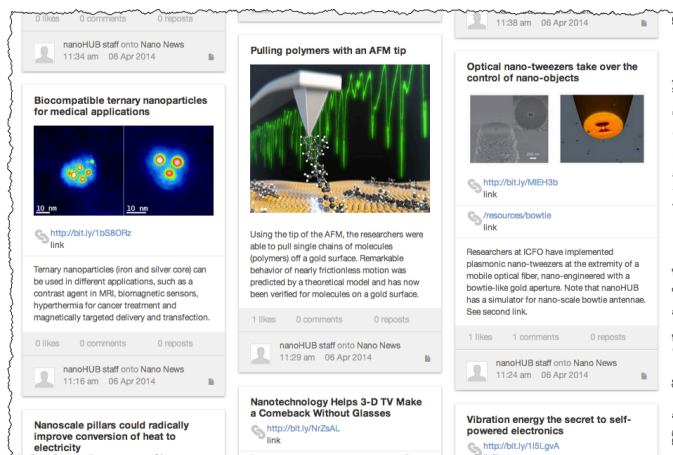 0 likes 0 comments 0 reposts
nanoHUB staff onto Nano News
11:34 am 06 Apr 2014
Biocompatible ternary nanoparticles
for medical applications
10 nm
10 nm
http://bit.ly/1bS8ORz
link
Ternary nanoparticles (iron and silver core) can
be used in different applications, such as a
contrast agent in MRI, biomagnetic sensors,
hyperthermia for cancer treatment and
magnetically targeted delivery and transfection.
0 likes 0 comments 0 reposts
nanoHUB staff onto Nano News
11:16 am 06 Apr 2014
Nanoscale pillars could radically
improve conversion of heat to
electricity
Pulling polymers with an AFM tip
Using the tip of the AFM, the researchers were
able to pull single chains of molecules
(polymers) off a gold surface. Remarkable
behavior of nearly frictionless motion was
predicted by a theoretical model and has now
been verified for molecules on a gold surface.
1 likes 0 comments 0 reposts
nanoHUB staff onto Nano News
11:29 am 06 Apr 2014
Nanotechnology Helps 3-D TV Make
a Comeback Without Glasses
http://bit.ly/NrZsAL
link
11:38 am 06 Apr 2014
Optical nano-tweezers take over the
control of nano-objects
http://bit.ly/MIEH3b
link
/resources/bowtie
link
Researchers at ICFO have implemented
plasmonic nano-tweezers at the extremity of a
mobile optical fiber, nano-engineered with a
bowtie-like gold aperture. Note that nanoHUB
has a simulator for nano-scale bowtie antennae.
See second link.
1 likes 1 comments 0 reposts
nanoHUB staff onto Nano News
11:24 am 06 Apr 2014
Vibration energy the secret to self-
powered electronics
http://bit.ly/1I5LgvA